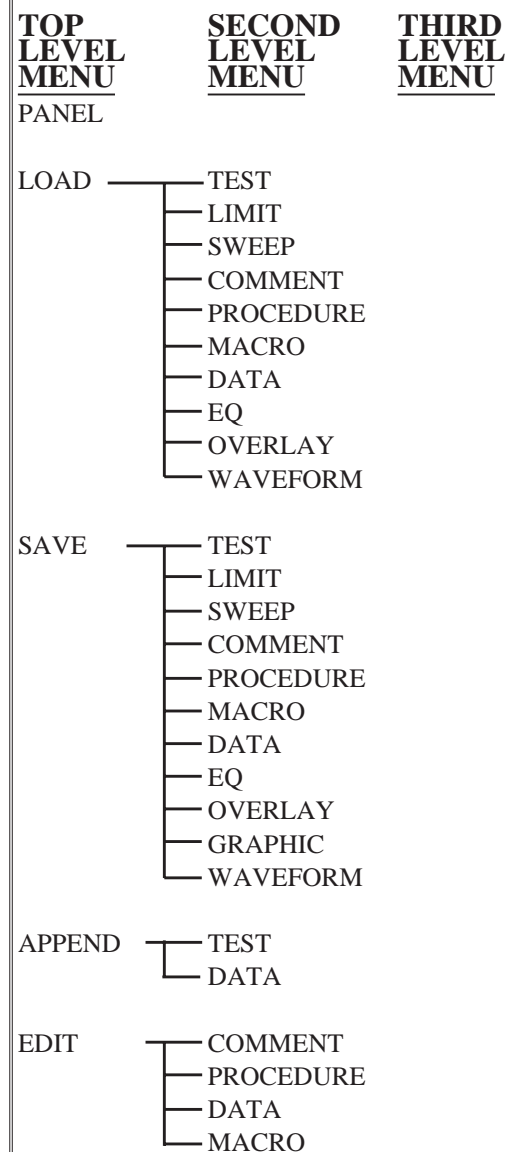 TOP LEVEL MENU
SECOND LEVEL MENU
THIRD LEVEL MENU
PANEL
LOAD
TEST
LIMIT
SWEEP
COMMENT
PROCEDURE
MACRO
DATA
EQ
OVERLAY
WAVEFORM
SAVE
TEST
LIMIT
SWEEP
COMMENT
PROCEDURE
MACRO
DATA
EQ
OVERLAY
GRAPHIC
WAVEFORM
APPEND
TEST
DATA
EDIT
COMMENT
PROCEDURE
DATA
MACRO